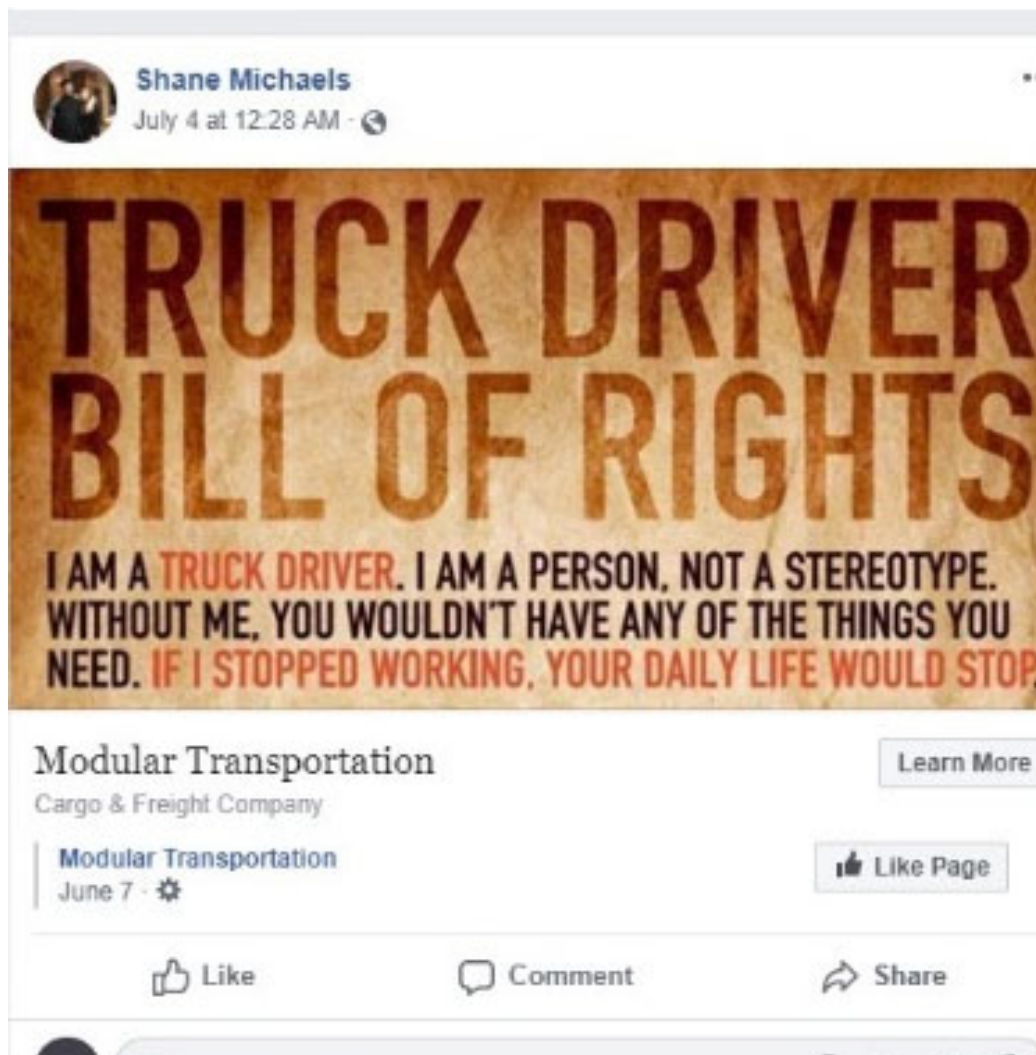 Shane Michaels
July 4 at 12:28 AM ·
TRUCK DRIVER
BILL OF RIGHTS
I AM A TRUCK DRIVER. I AM A PERSON, NOT A STEREOTYPE.
WITHOUT ME, YOU WOULDN'T HAVE ANY OF THE THINGS YOU
NEED. IF I STOPPED WORKING, YOUR DAILY LIFE WOULD STOP.
Modular Transportation
Learn More
Cargo & Freight Company
Modular Transportation
June 7 ·
Like Page
Like
Comment
Share